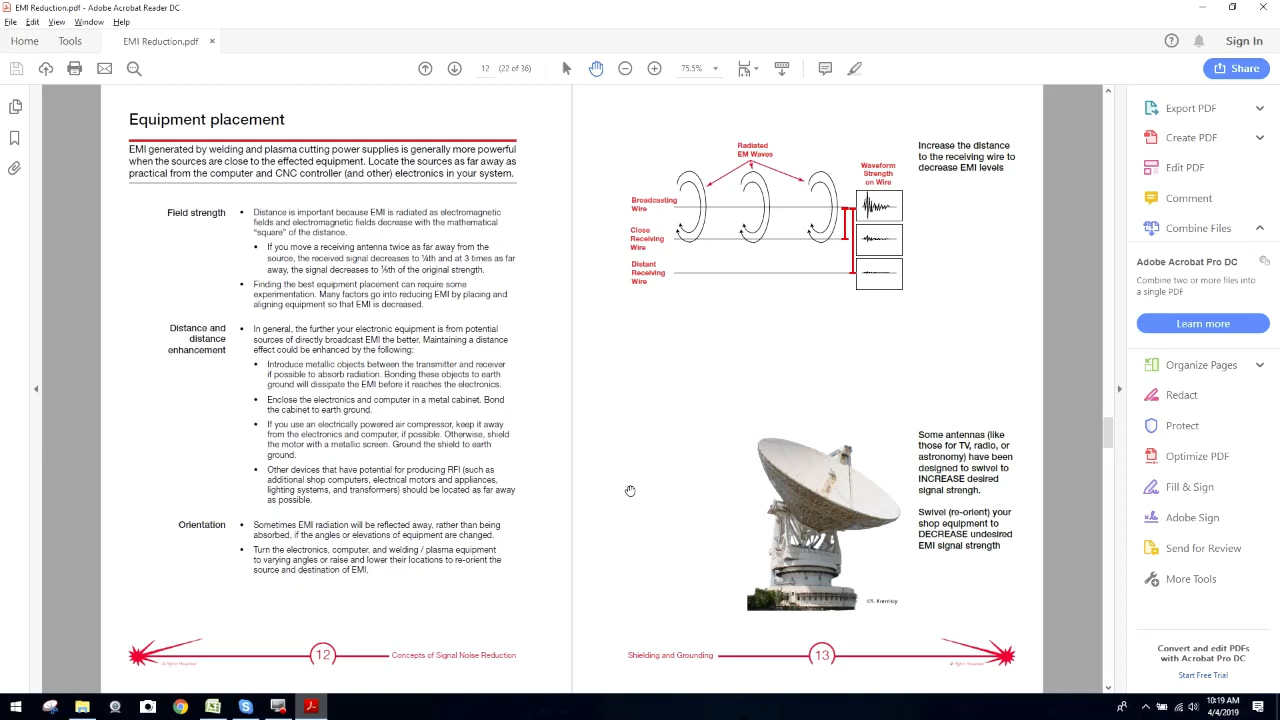 EMI Reduction.pdf - Adobe Acrobat Reader DC
File Edit View Window Help
Home Tools EMI Reduction.pdf × Sign In
12 (22 of 36) 75.5% Share
Equipment placement
EMI generated by welding and plasma cutting power supplies is generally more powerful
when the sources are close to the effected equipment. Locate the sources as far away as
practical from the computer and CNC controller (and other) electronics in your system.
Field strength
• Distance is important because EMI is radiated as electromagnetic
fields and electromagnetic fields decrease with the mathematical
“square” of the distance.
• If you move a receiving antenna twice as far away from the
source, the received signal decreases to ¼th and at 3 times as far
away, the signal decreases to ⅑th of the original strength.
• Finding the best equipment placement can require some
experimentation. Many factors go into reducing EMI by placing and
aligning equipment so that EMI is decreased.
Distance and
distance
enhancement
• In general, the further your electronic equipment is from potential
sources of directly broadcast EMI the better. Maintaining a distance
effect could be enhanced by the following:
• Introduce metallic objects between the transmitter and receiver
if possible to absorb radiation. Bonding these objects to earth
ground will dissipate the EMI before it reaches the electronics.
• Enclose the electronics and computer in a metal cabinet. Bond
the cabinet to earth ground.
• If you use an electrically powered air compressor, keep it away
from the electronics and computer, if possible. Otherwise, shield
the motor with a metallic screen. Ground the shield to earth
ground.
• Other devices that have potential for producing RFI (such as
additional shop computers, electrical motors and appliances,
lighting systems, and transformers) should be located as far away
as possible.
Orientation
• Sometimes EMI radiation will be reflected away, rather than being
absorbed, if the angles or elevations of equipment are changed.
• Turn the electronics, computer, and welding / plasma equipment
to varying angles or raise and lower their locations to re-orient the
source and destination of EMI.
12 Concepts of Signal Noise Reduction
Radiated
EM Waves
Waveform
Strength
on Wire
Broadcasting
Wire
Close
Receiving
Wire
Distant
Receiving
Wire
Increase the distance
to the receiving wire to
decrease EMI levels
Some antennas (like
those for TV, radio, or
astronomy) have been
designed to swivel to
INCREASE desired
signal strengh.
Swivel (re-orient) your
shop equipment to
DECREASE undesired
EMI signal strength
Shielding and Grounding 13
Export PDF
Create PDF
Edit PDF
Comment
Combine Files
Adobe Acrobat Pro DC
Combine two or more files into
a single PDF
Learn more
Organize Pages
Redact
Protect
Optimize PDF
Fill & Sign
Adobe Sign
Send for Review
More Tools
Convert and edit PDFs
with Acrobat Pro DC
Start Free Trial
10:19 AM
4/4/2019